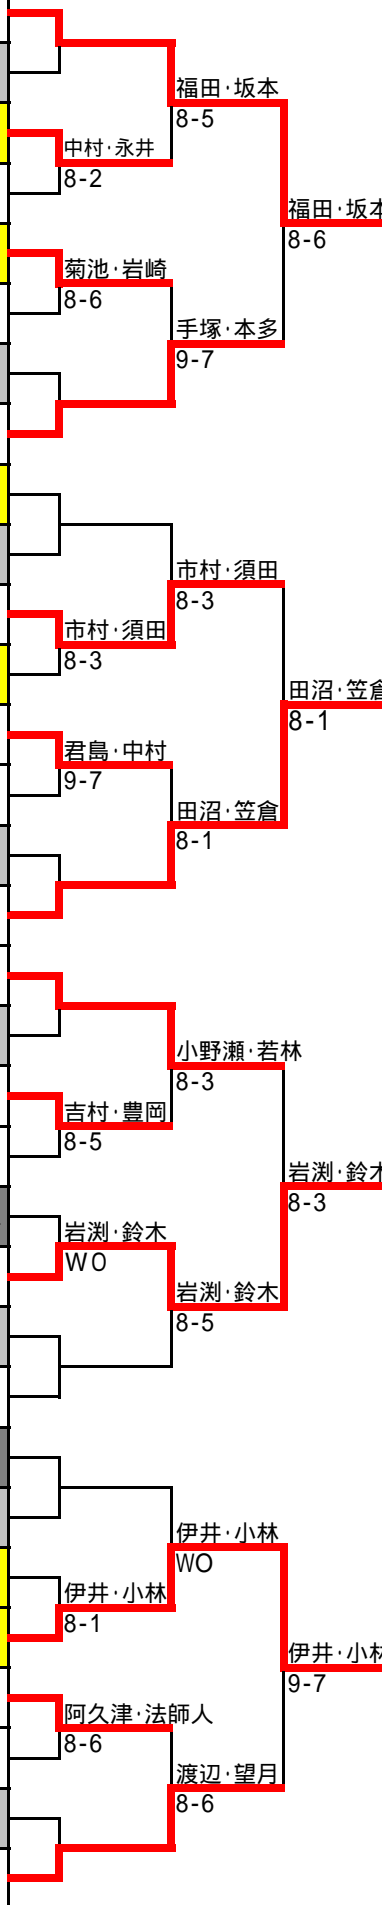 福田・坂本
8-5
中村・永井
8-2
福田・坂本
8-6
菊池・岩崎
8-6
手塚・本多
9-7
市村・須田
8-3
市村・須田
8-3
田沼・笠倉
8-1
君島・中村
9-7
田沼・笠倉
8-1
小野瀬・若林
8-3
吉村・豊岡
8-5
岩渕・鈴木
8-3
岩渕・鈴木
WO
岩渕・鈴木
8-5
伊井・小林
WO
伊井・小林
8-1
伊井・小林
9-7
阿久津・法師人
8-6
渡辺・望月
8-6